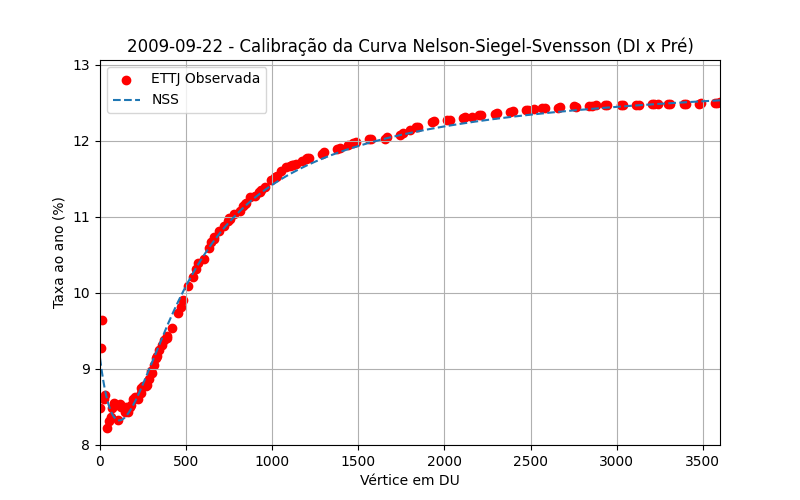 2009-09-22 - Calibração da Curva Nelson-Siegel-Svensson (DI x Pré)
ETTJ Observada
NSS
Taxa ao ano (%)
13
12
11
10
9
8
0 500 1000 1500 2000 2500 3000 3500
Vértice em DU